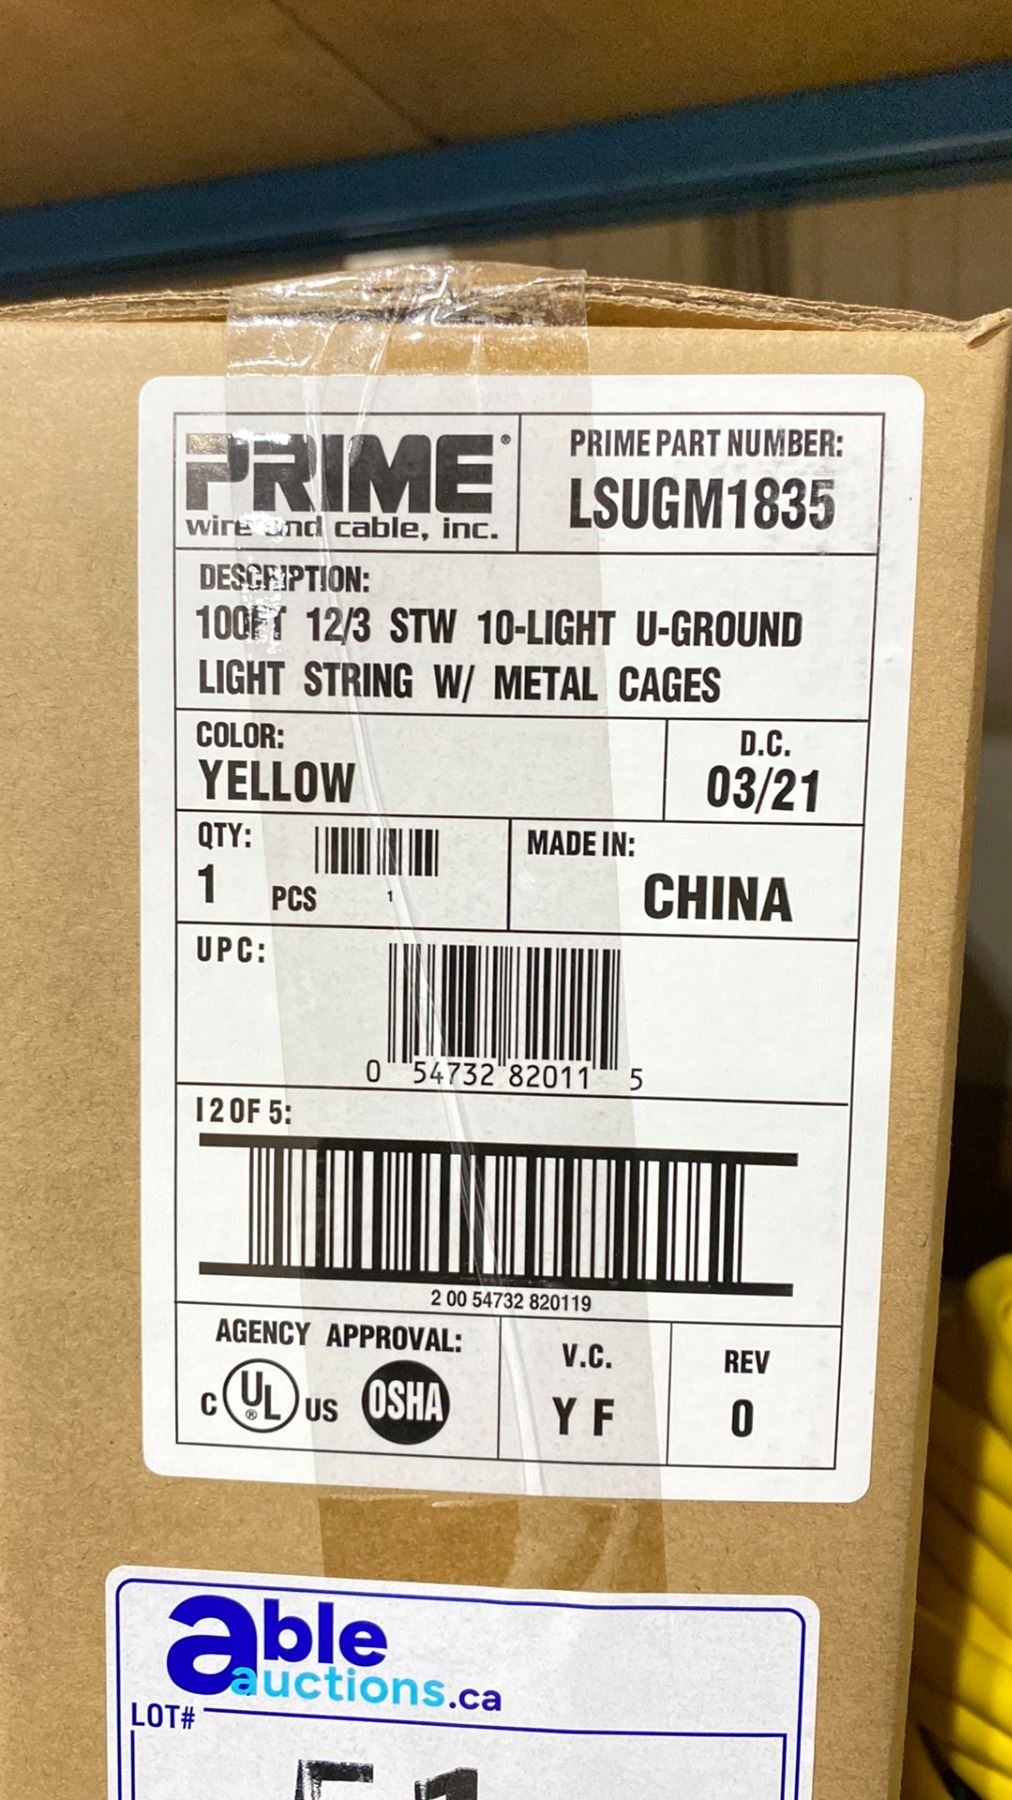 PRIME®
wire and cable, inc.
PRIME PART NUMBER:
LSUGM1835
DESCRIPTION:
100FT 12/3 STW 10-LIGHT U-GROUND
LIGHT STRING W/ METAL CAGES
COLOR:
YELLOW
D.C.
03/21
QTY:
1 PCS
1
MADE IN:
CHINA
UPC:
0 54732 82011 5
I 2 OF 5:
2 00 54732 820119
AGENCY APPROVAL:
C UL® US OSHA
V.C.
Y F
REV
0
able
auctions.ca
LOT#